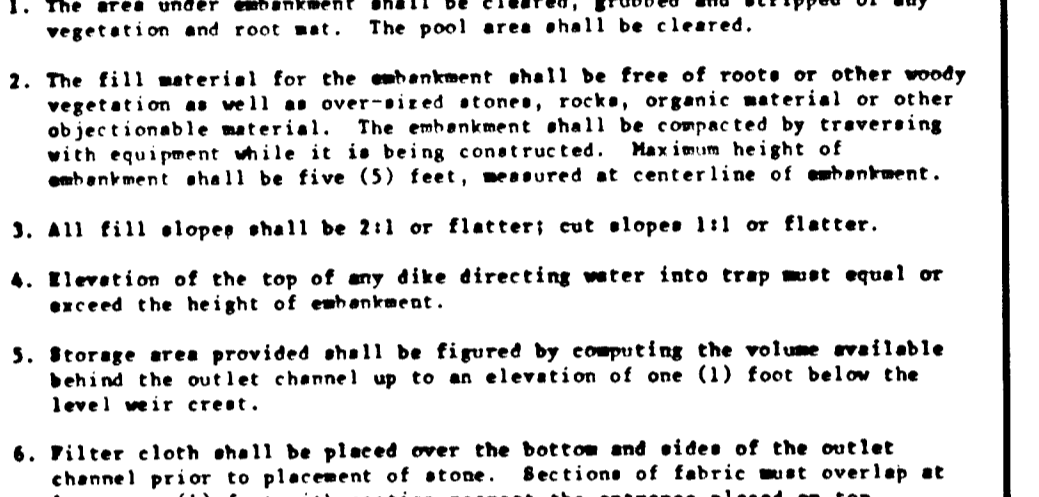 1. The area under embankment shall be cleared, grubbed and stripped of any
vegetation and root mat. The pool area shall be cleared.
2. The fill material for the embankment shall be free of roots or other woody
vegetation as well as over-sized stones, rocks, organic material or other
objectionable material. The embankment shall be compacted by traversing
with equipment while it is being constructed. Maximum height of
embankment shall be five (5) feet, measured at centerline of embankment.
3. All fill slopes shall be 2:1 or flatter; cut slopes 1:1 or flatter.
4. Elevation of the top of any dike directing water into trap must equal or
exceed the height of embankment.
5. Storage area provided shall be figured by computing the volume available
behind the outlet channel up to an elevation of one (1) foot below the
level weir crest.
6. Filter cloth shall be placed over the bottom and sides of the outlet
channel prior to placement of stone. Sections of fabric must overlap at